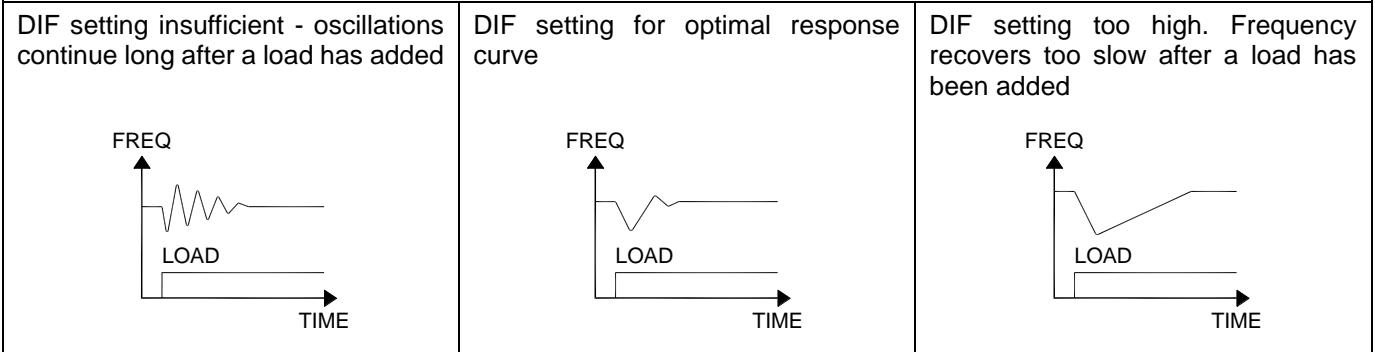 DIF setting insufficient - oscillations
continue long after a load has added
FREQ
LOAD
TIME
DIF setting for optimal response
curve
FREQ
LOAD
TIME
DIF setting too high. Frequency
recovers too slow after a load has
been added
FREQ
LOAD
TIME